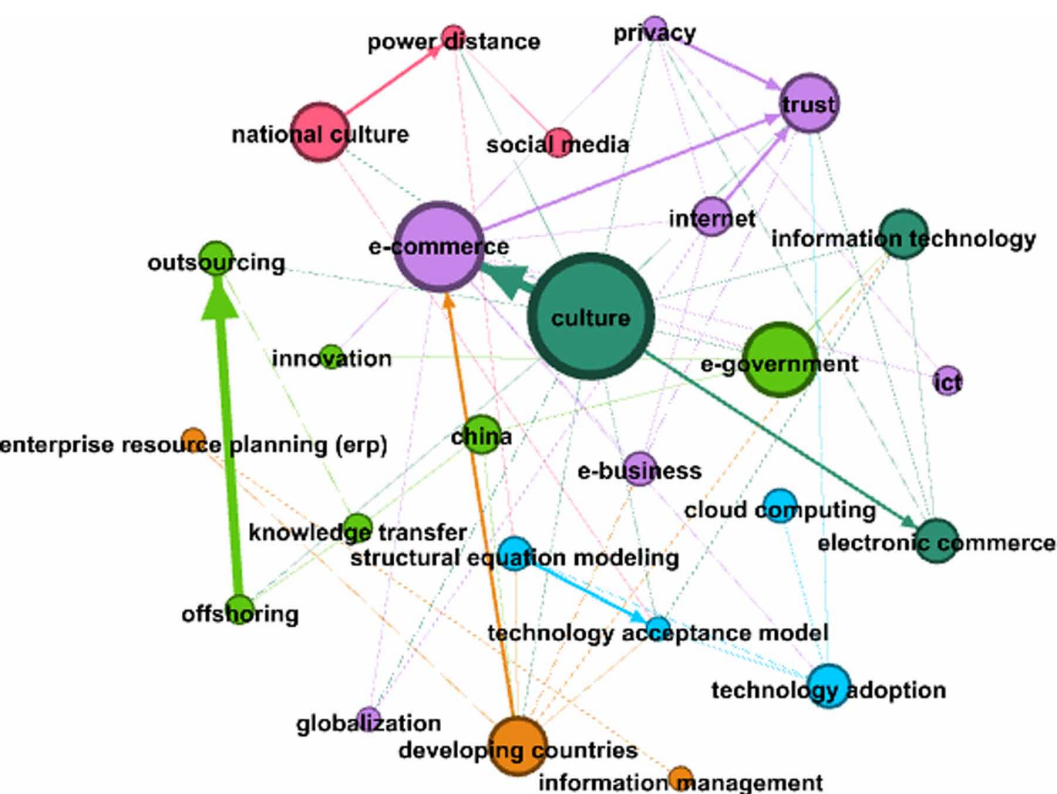 power distance
privacy
trust
national culture
social media
internet
information technology
e-commerce
outsourcing
culture
innovation
e-government
ict
china
enterprise resource planning (erp)
e-business
cloud computing
knowledge transfer
electronic commerce
structural equation modeling
offshoring
technology acceptance model
technology adoption
globalization
developing countries
information management